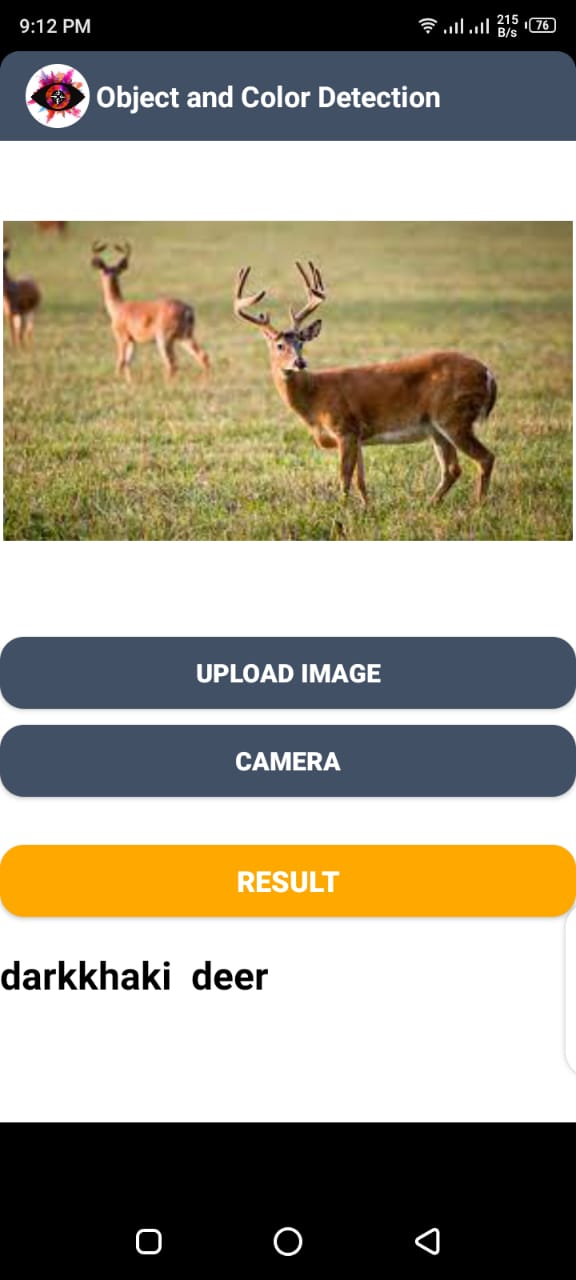 9:12 PM
215
B/s
76
Object and Color Detection
UPLOAD IMAGE
CAMERA
RESULT
darkkhaki  deer